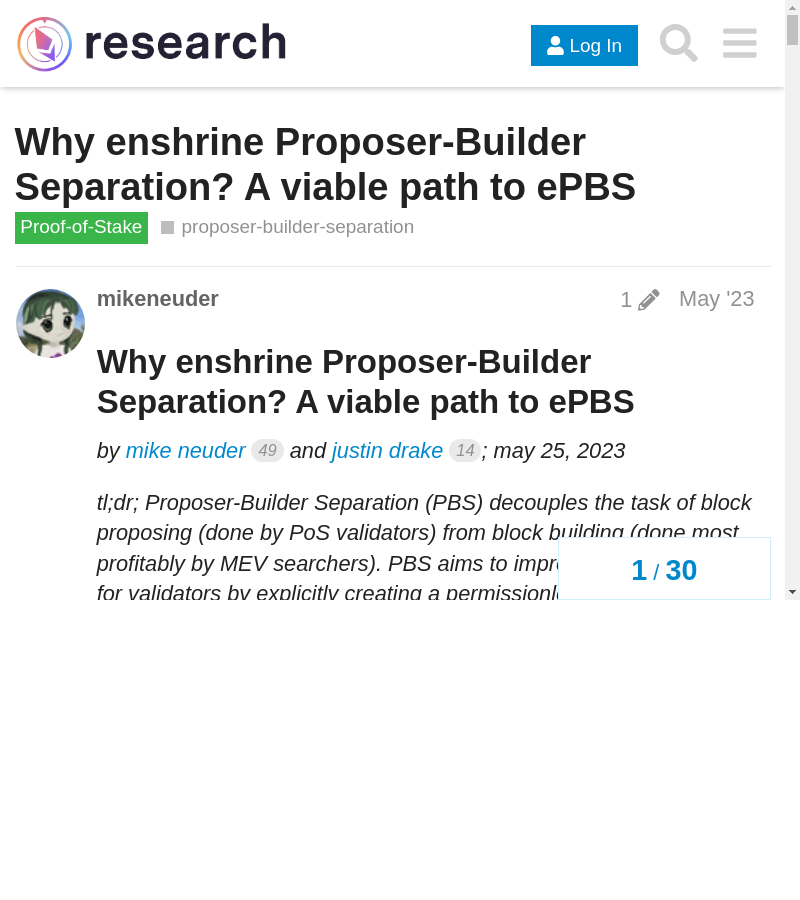 research
Log In
Why enshrine Proposer-Builder
Separation? A viable path to ePBS
Proof-of-Stake proposer-builder-separation
mikeneuder 1 May '23
Why enshrine Proposer-Builder
Separation? A viable path to ePBS
by mike neuder 49 and justin drake 14; may 25, 2023
tl;dr; Proposer-Builder Separation (PBS) decouples the task of block
proposing (done by PoS validators) from block building (done most
profitably by MEV searchers). PBS aims to
for validators by explicitly creating a
1 / 30